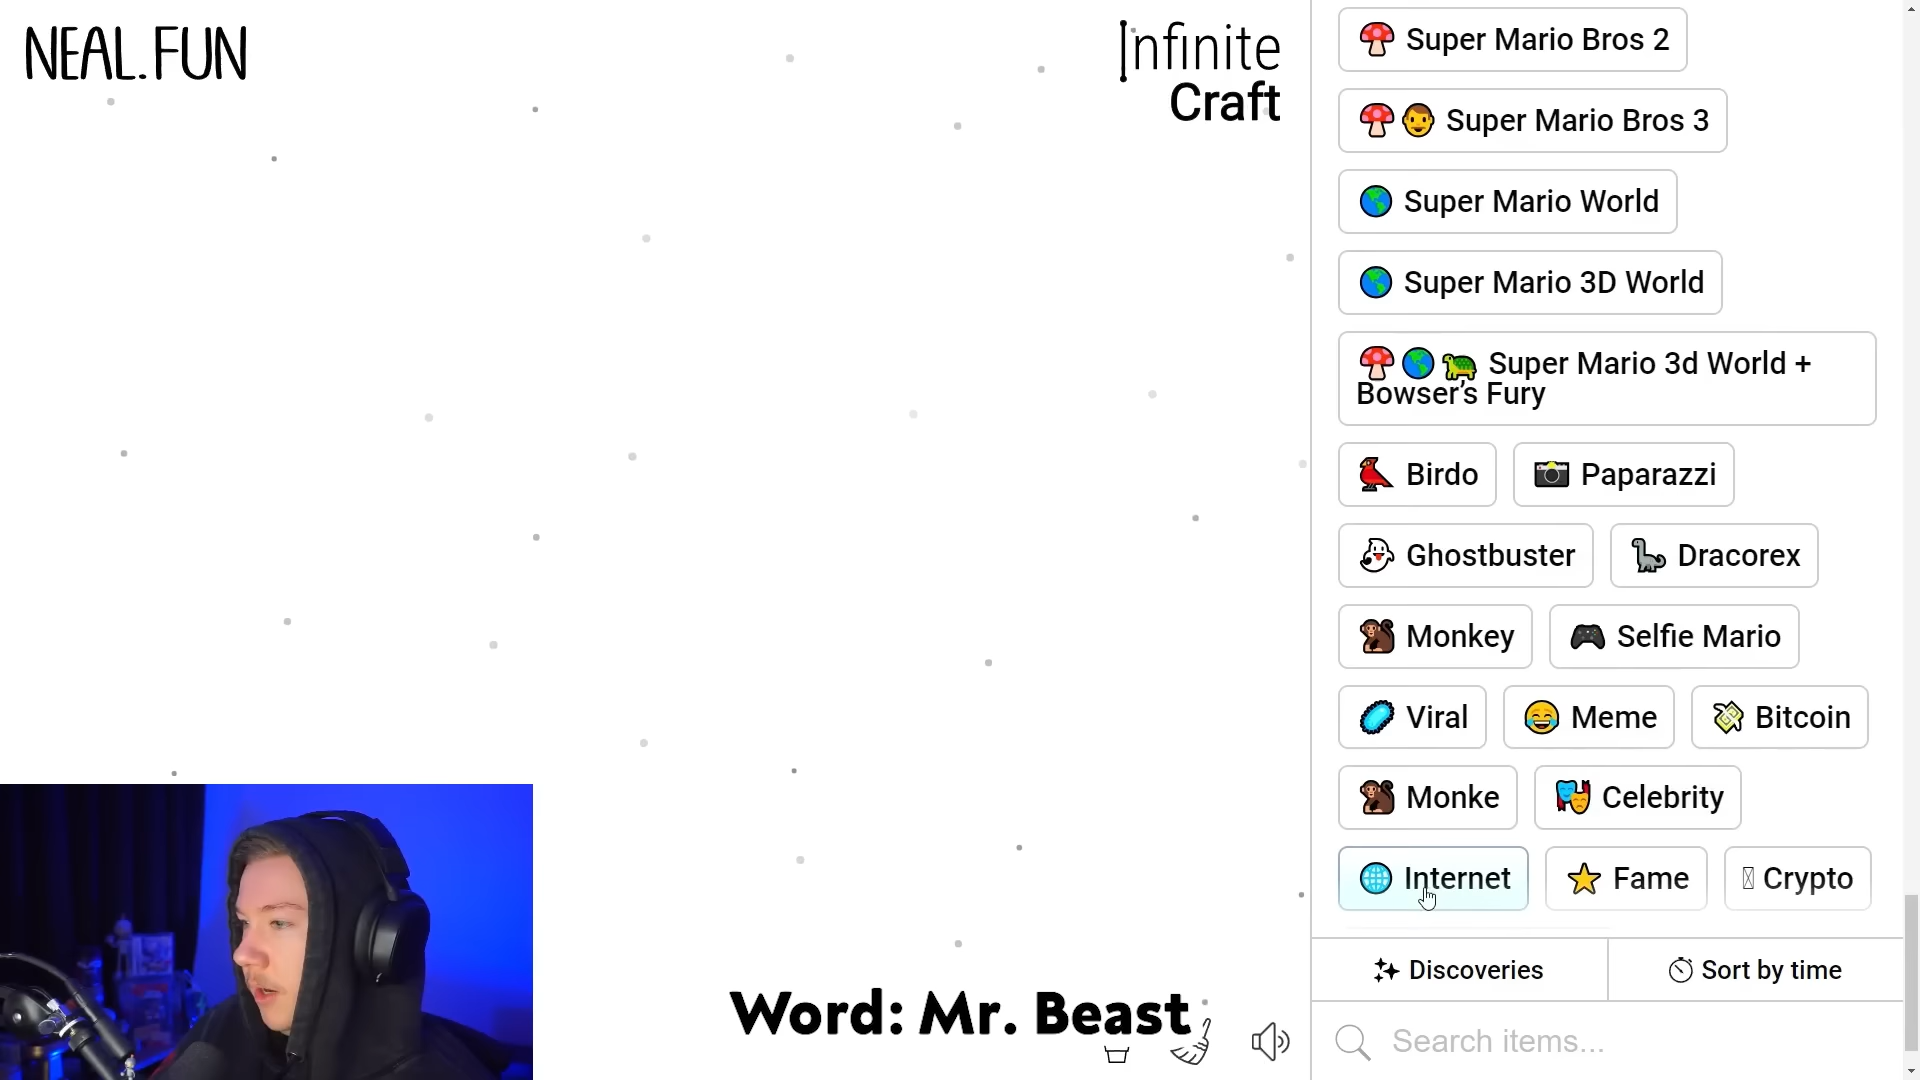 NEAL.FUN
Infinite
Craft
Super Mario Bros 2
Super Mario Bros 3
Super Mario World
Super Mario 3D World
Super Mario 3d World +
Bowser's Fury
Birdo
Paparazzi
Ghostbuster
Dracorex
Monkey
Selfie Mario
Viral
Meme
Bitcoin
Monke
Celebrity
Internet
Fame
Crypto
Discoveries
Sort by time
Word: Mr. Beast
Search items...